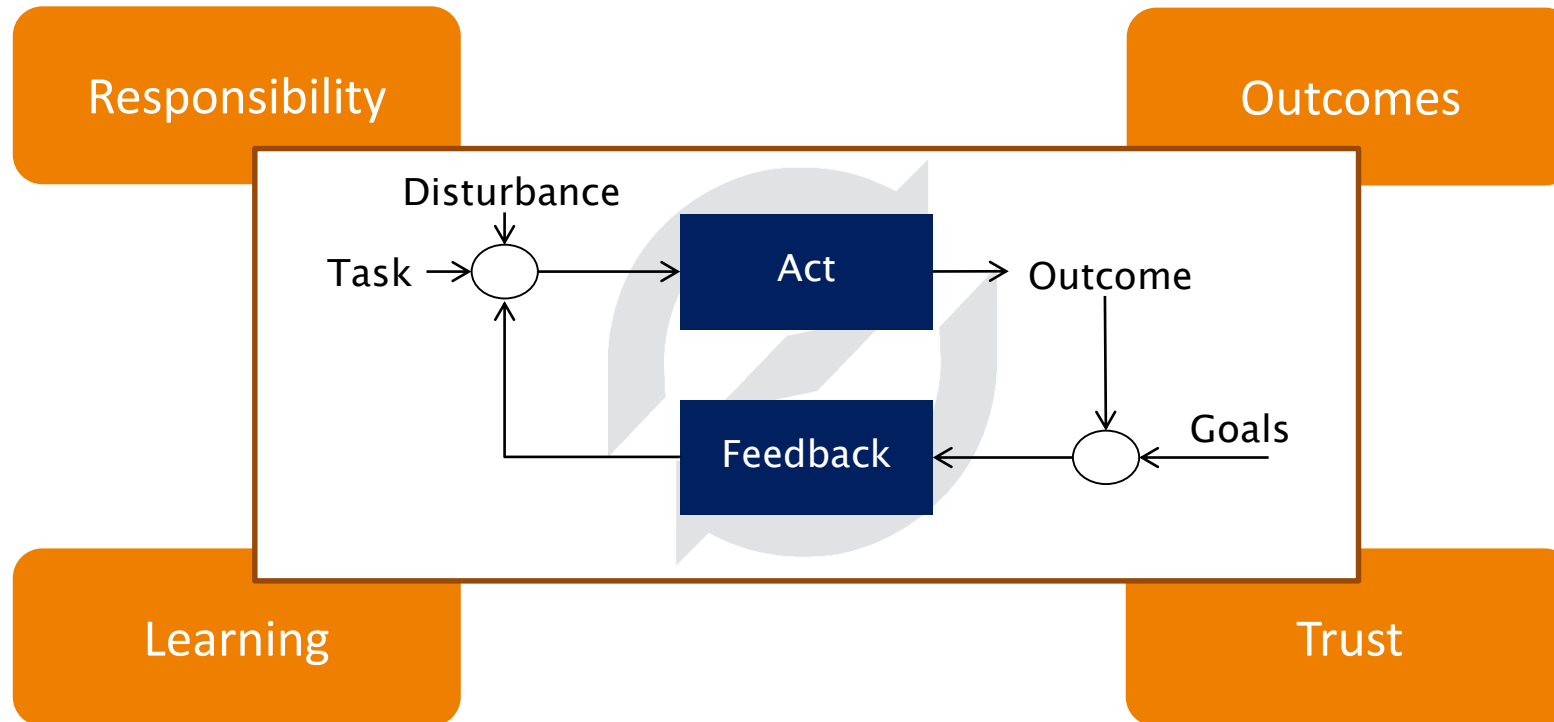 Responsibility
Outcomes
Disturbance
Task
Act
Outcome
Goals
Feedback
Learning
Trust